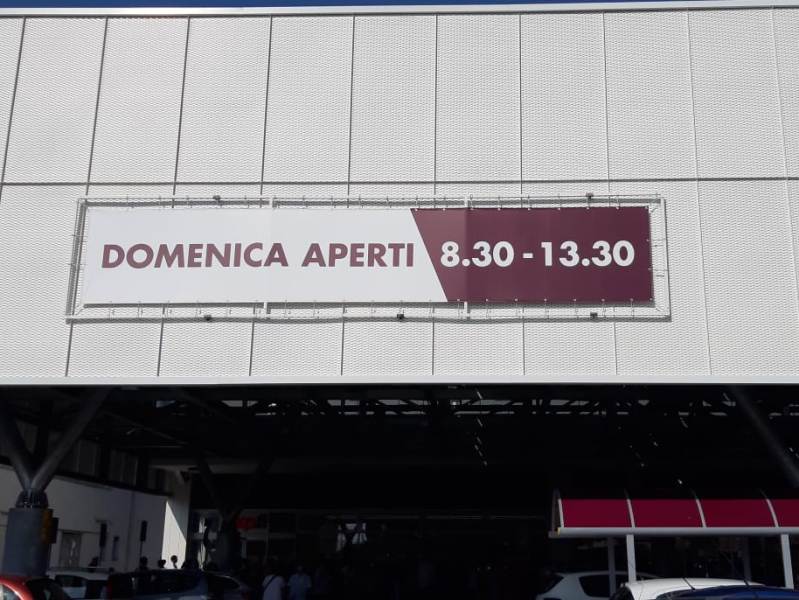 DOMENICA APERTI 8.30 - 13.30